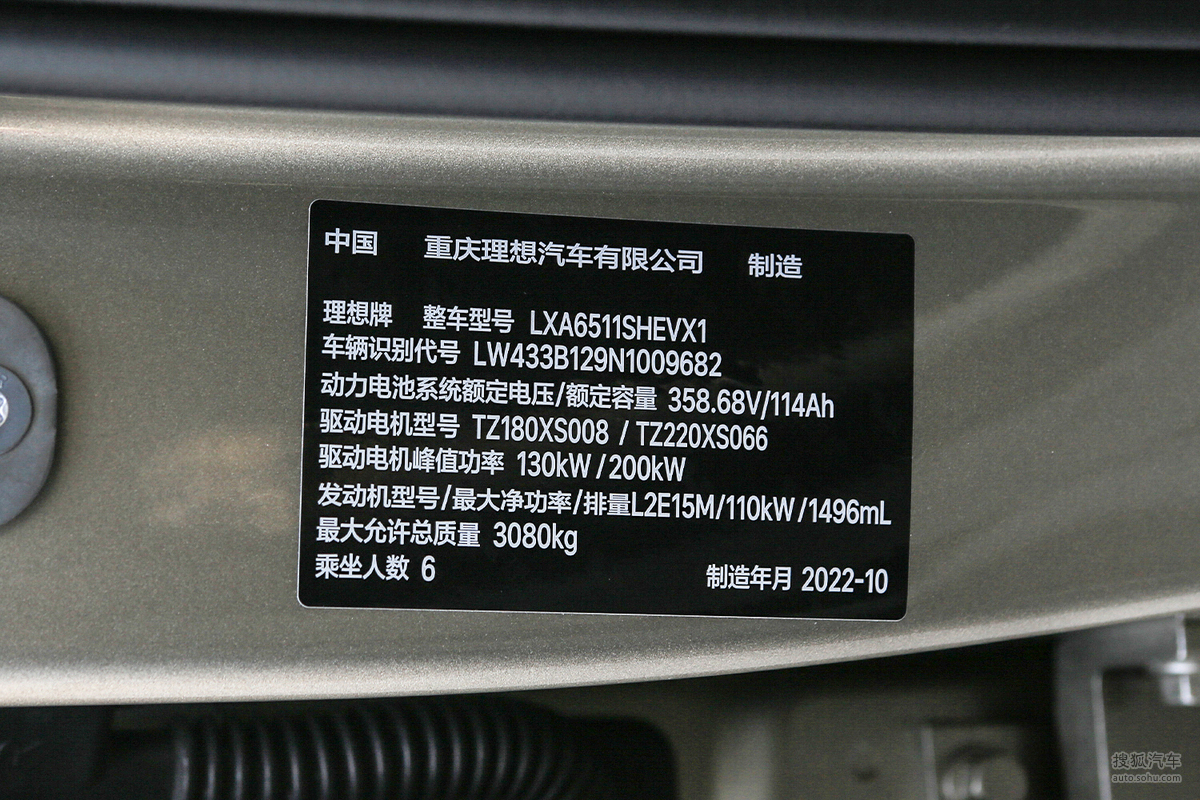 中国 重庆理想汽车有限公司 制造
理想牌 整车型号 LXA6511SHEVX1
车辆识别代号 LW433B129N1009682
动力电池系统额定电压/额定容量 358.68V/114Ah
驱动电机型号 TZ180XS008 / TZ220XS066
驱动电机峰值功率 130kW / 200kW
发动机型号/最大净功率/排量L2E15M/110kW/1496mL
最大允许总质量 3080kg
乘坐人数 6 制造年月 2022-10
搜狐汽车
auto.sohu.com